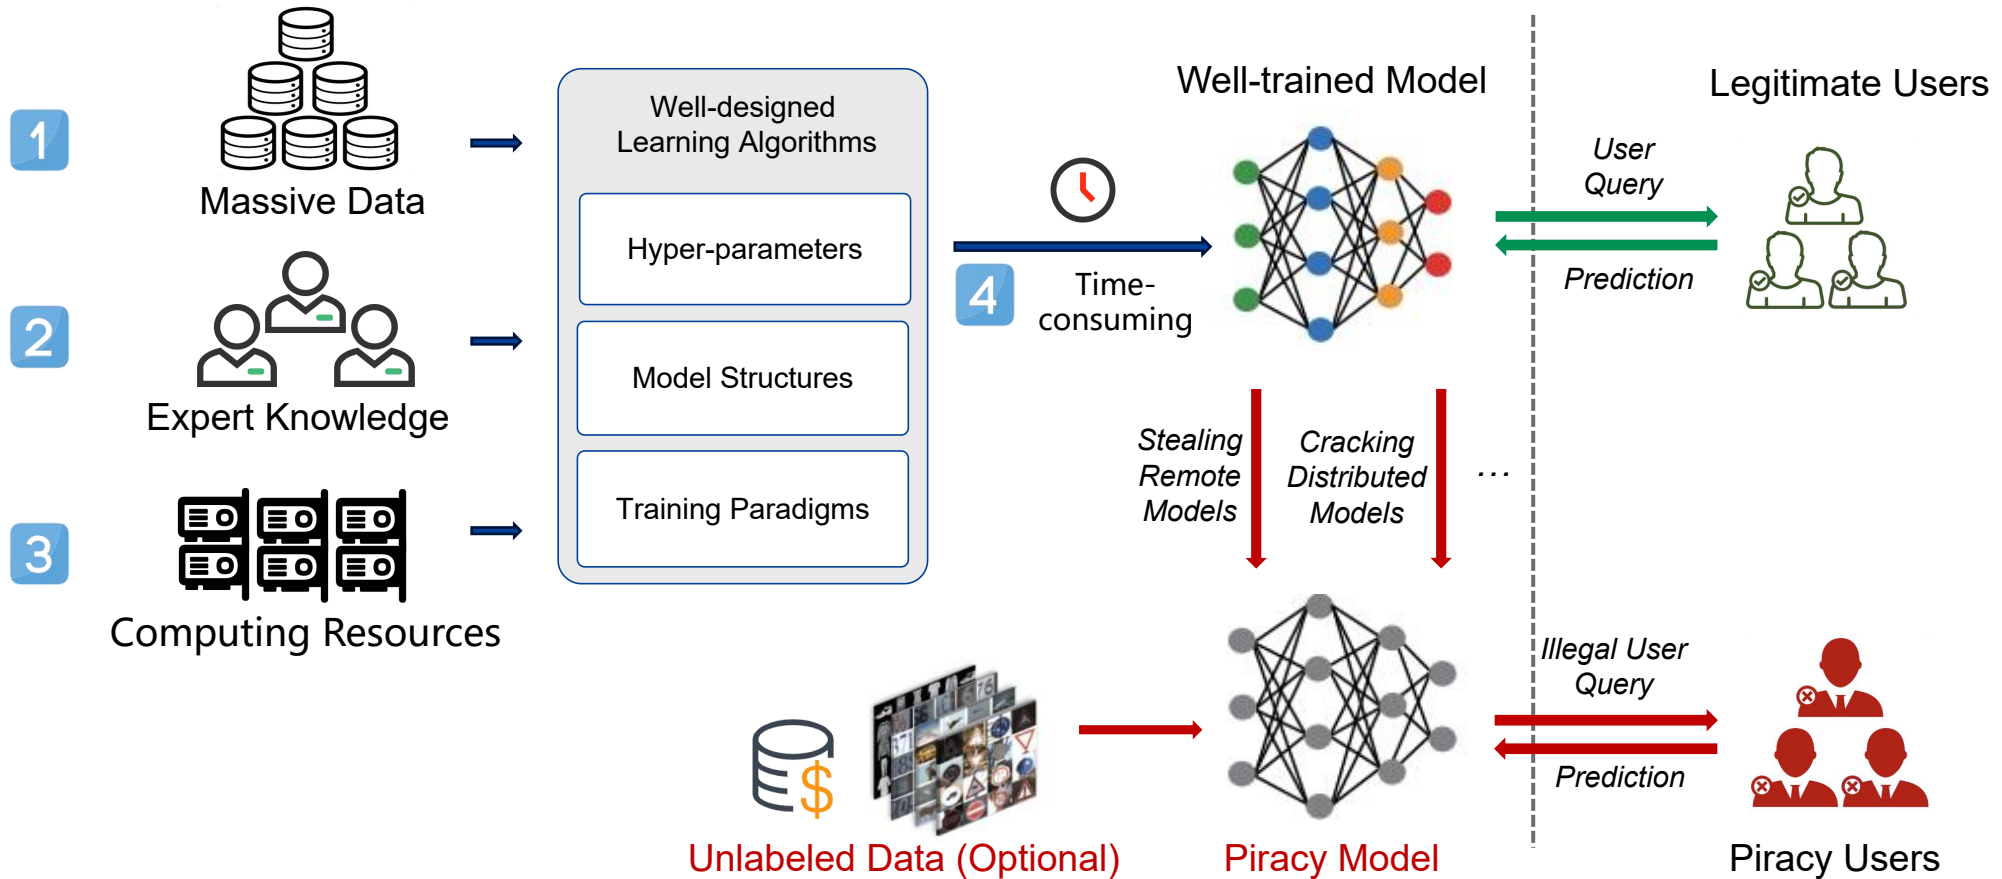 1
Massive Data
2
Expert Knowledge
3
Computing Resources
Well-designed
Learning Algorithms
Hyper-parameters
Model Structures
Training Paradigms
4
Time-
consuming
Well-trained Model
Legitimate Users
User
Query
Prediction
Stealing
Remote
Models
Cracking
Distributed
Models
...
Unlabeled Data (Optional)
$
Piracy Model
Illegal User
Query
Prediction
Piracy Users